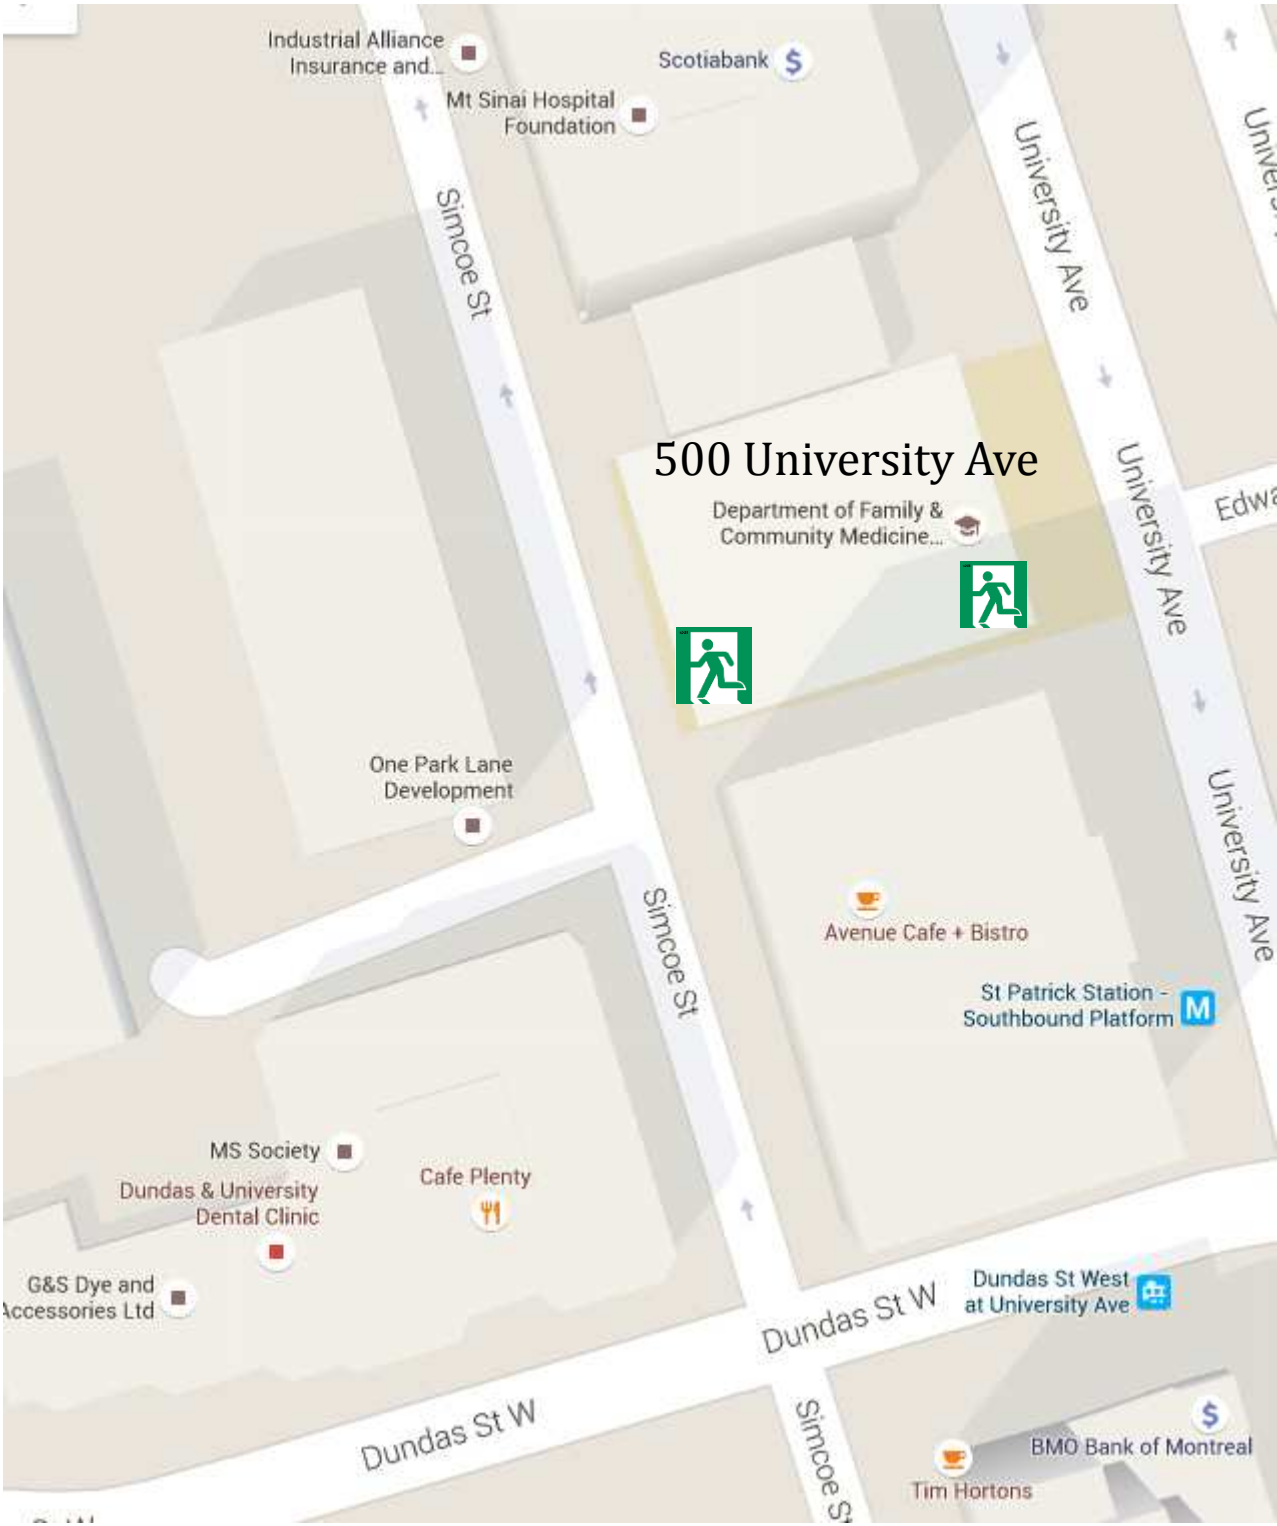 Industrial Alliance
Insurance and...
Scotiabank
Mt Sinai Hospital
Foundation
University Ave
Simcoe St
500 University Ave
Department of Family &
Community Medicine...
University Ave
One Park Lane
Development
University Ave
Simcoe St
Avenue Cafe + Bistro
St Patrick Station -
Southbound Platform
M
MS Society
Cafe Plenty
Dundas & University
Dental Clinic
G&S Dye and
Accessories Ltd
Dundas St West
at University Ave
Dundas St W
Dundas St W
Simcoe St
BMO Bank of Montreal
Tim Hortons